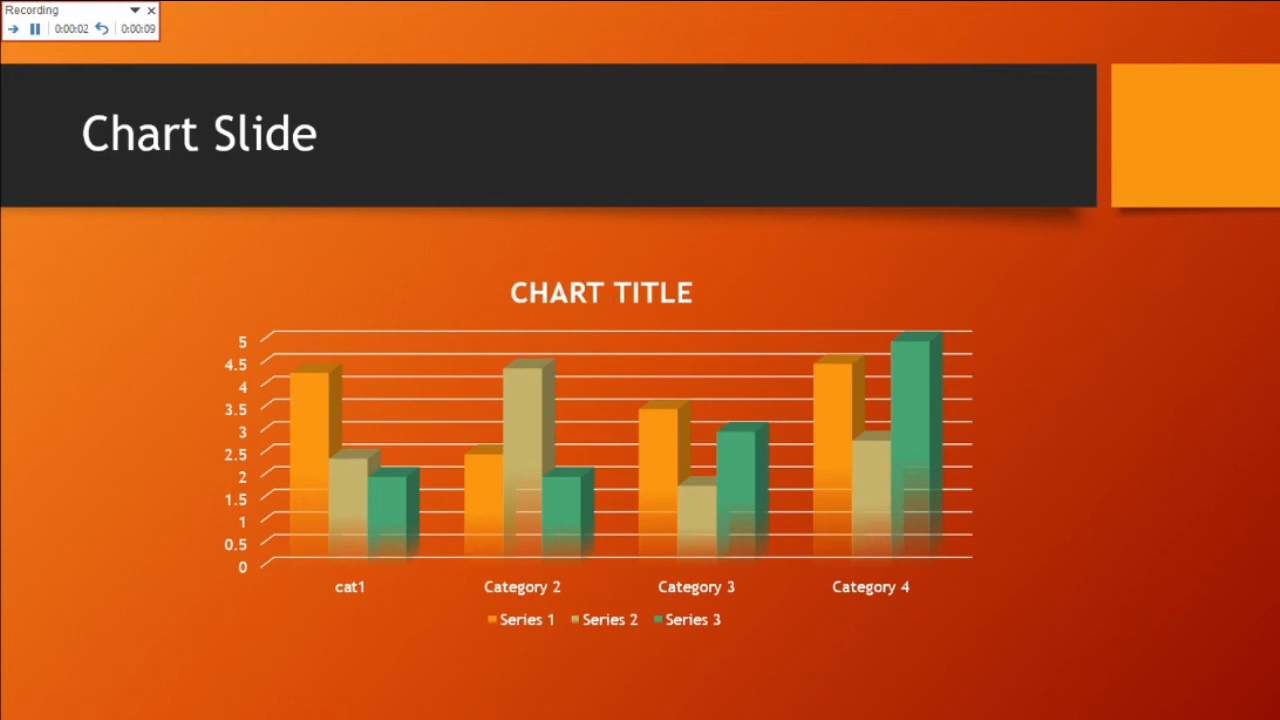 Recording
0:00:02 0:00:09
Chart Slide
CHART TITLE
5
4.5
4
3.5
3
2.5
2
1.5
1
0.5
0
cat1 Category 2 Category 3 Category 4
Series 1 Series 2 Series 3